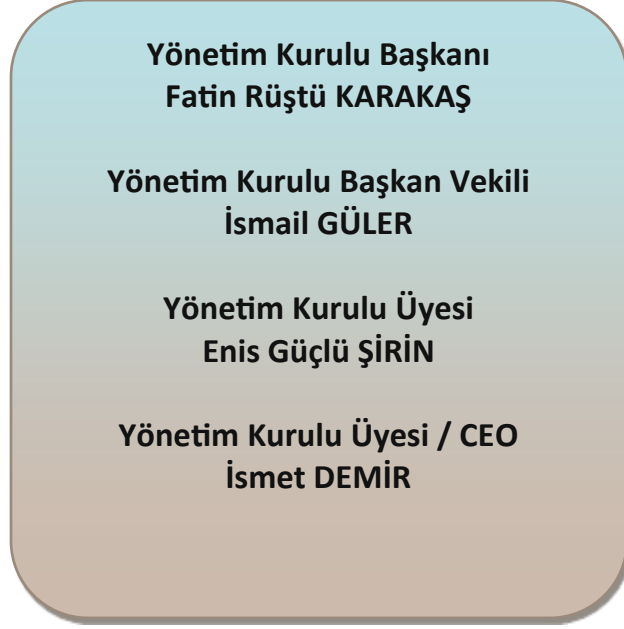 Yönetim Kurulu Başkanı
Fatin Rüştü KARAKAŞ
Yönetim Kurulu Başkan Vekili
İsmail GÜLER
Yönetim Kurulu Üyesi
Enis Güçlü ŞİRİN
Yönetim Kurulu Üyesi / CEO
İsmet DEMİR